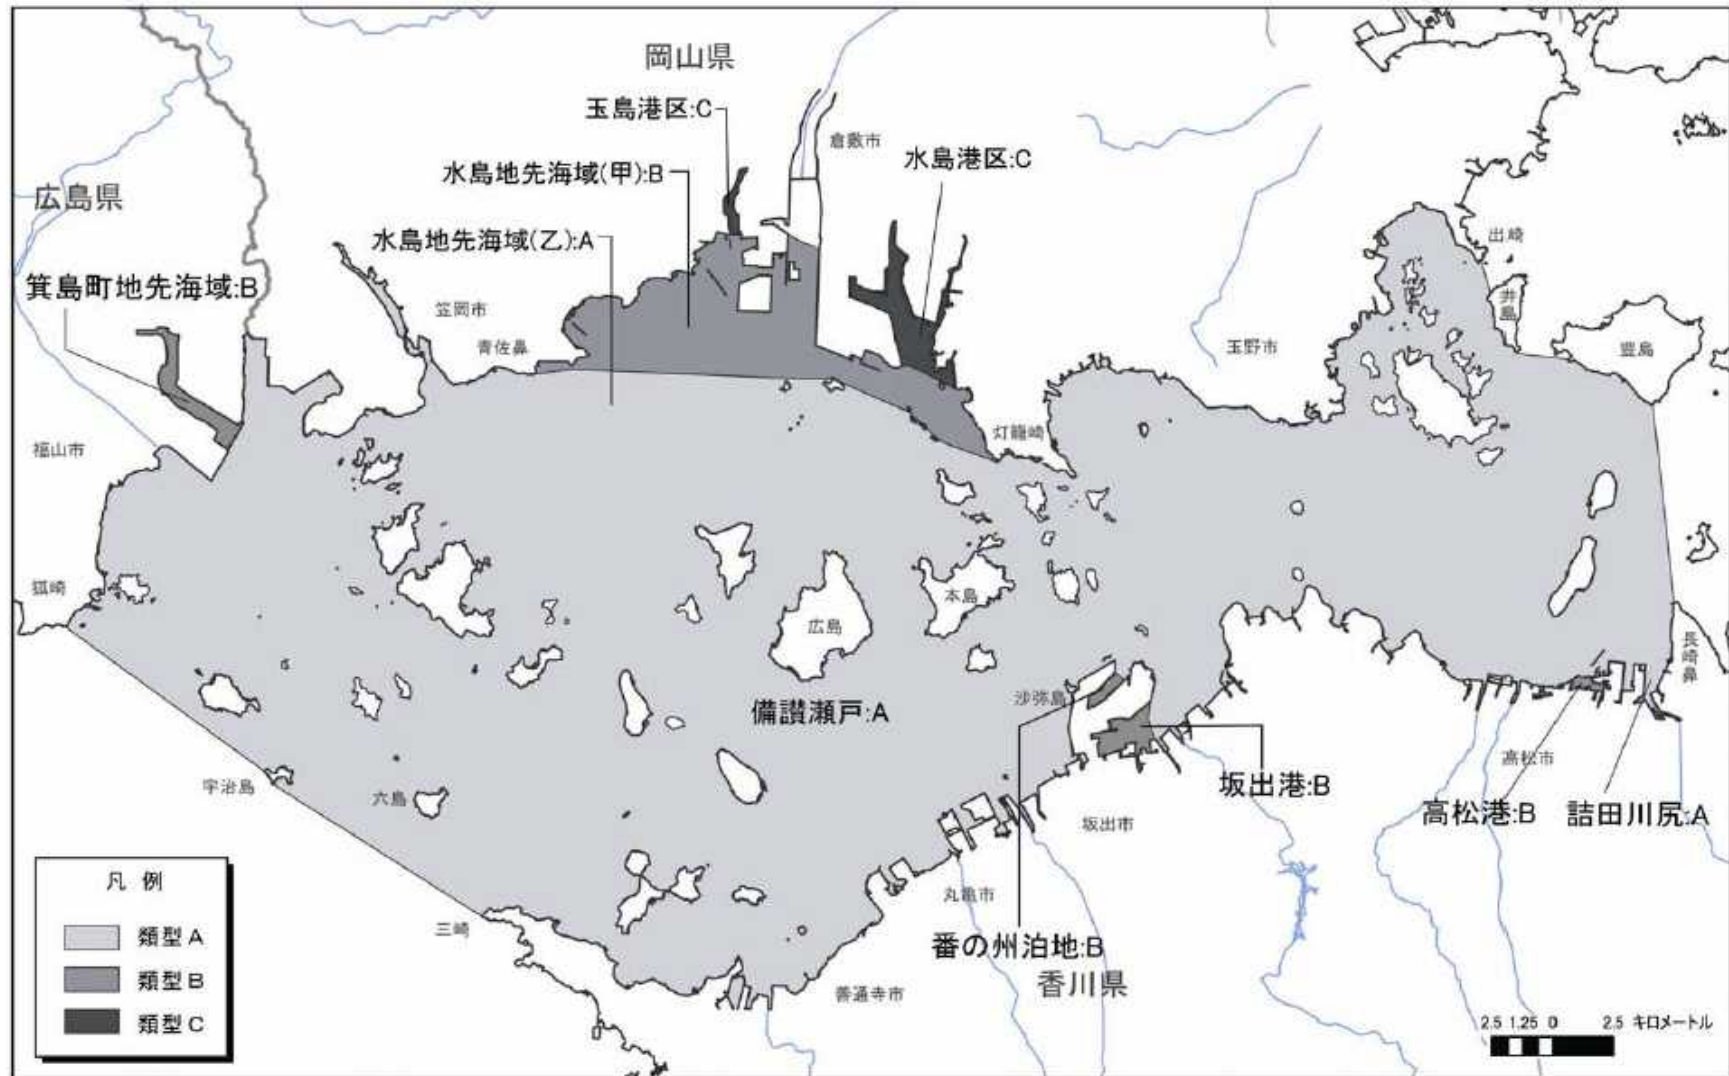 岡山県
玉島港区:C
倉敷市
水島地先海域(甲):B
水島港区:C
広島県
水島地先海域(乙):A
出崎
箕島町地先海域:B
井島
笠岡市
青佐鼻
玉野市
豊島
福山市
灯籠崎
狐崎
本島
広島
長崎鼻
沙弥島
備讃瀬戸:A
高松市
宇治島
六島
坂出港:B
高松港:B
詰田川尻:A
坂出市
凡 例
類型A
類型B
類型C
丸亀市
三崎
番の州泊地:B
香川県
善通寺市
2.5 1.25 0 2.5 キロメートル